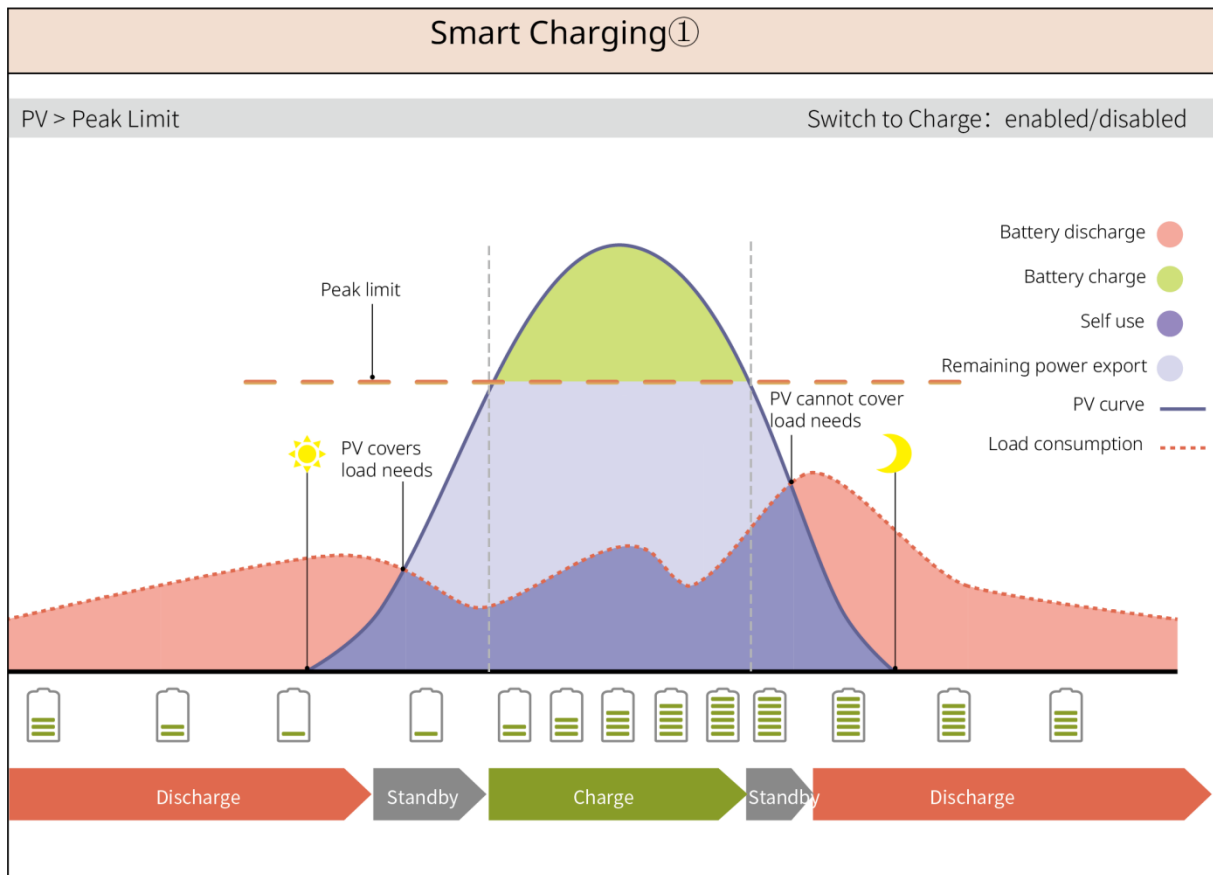 Smart Charging①
PV > Peak Limit
Switch to Charge：enabled/disabled
Battery discharge
Battery charge
Peak limit
Self use
Remaining power export
PV cannot cover
load needs
PV curve
PV covers
load needs
Load consumption
Discharge
Standby
Charge
Standby
Discharge